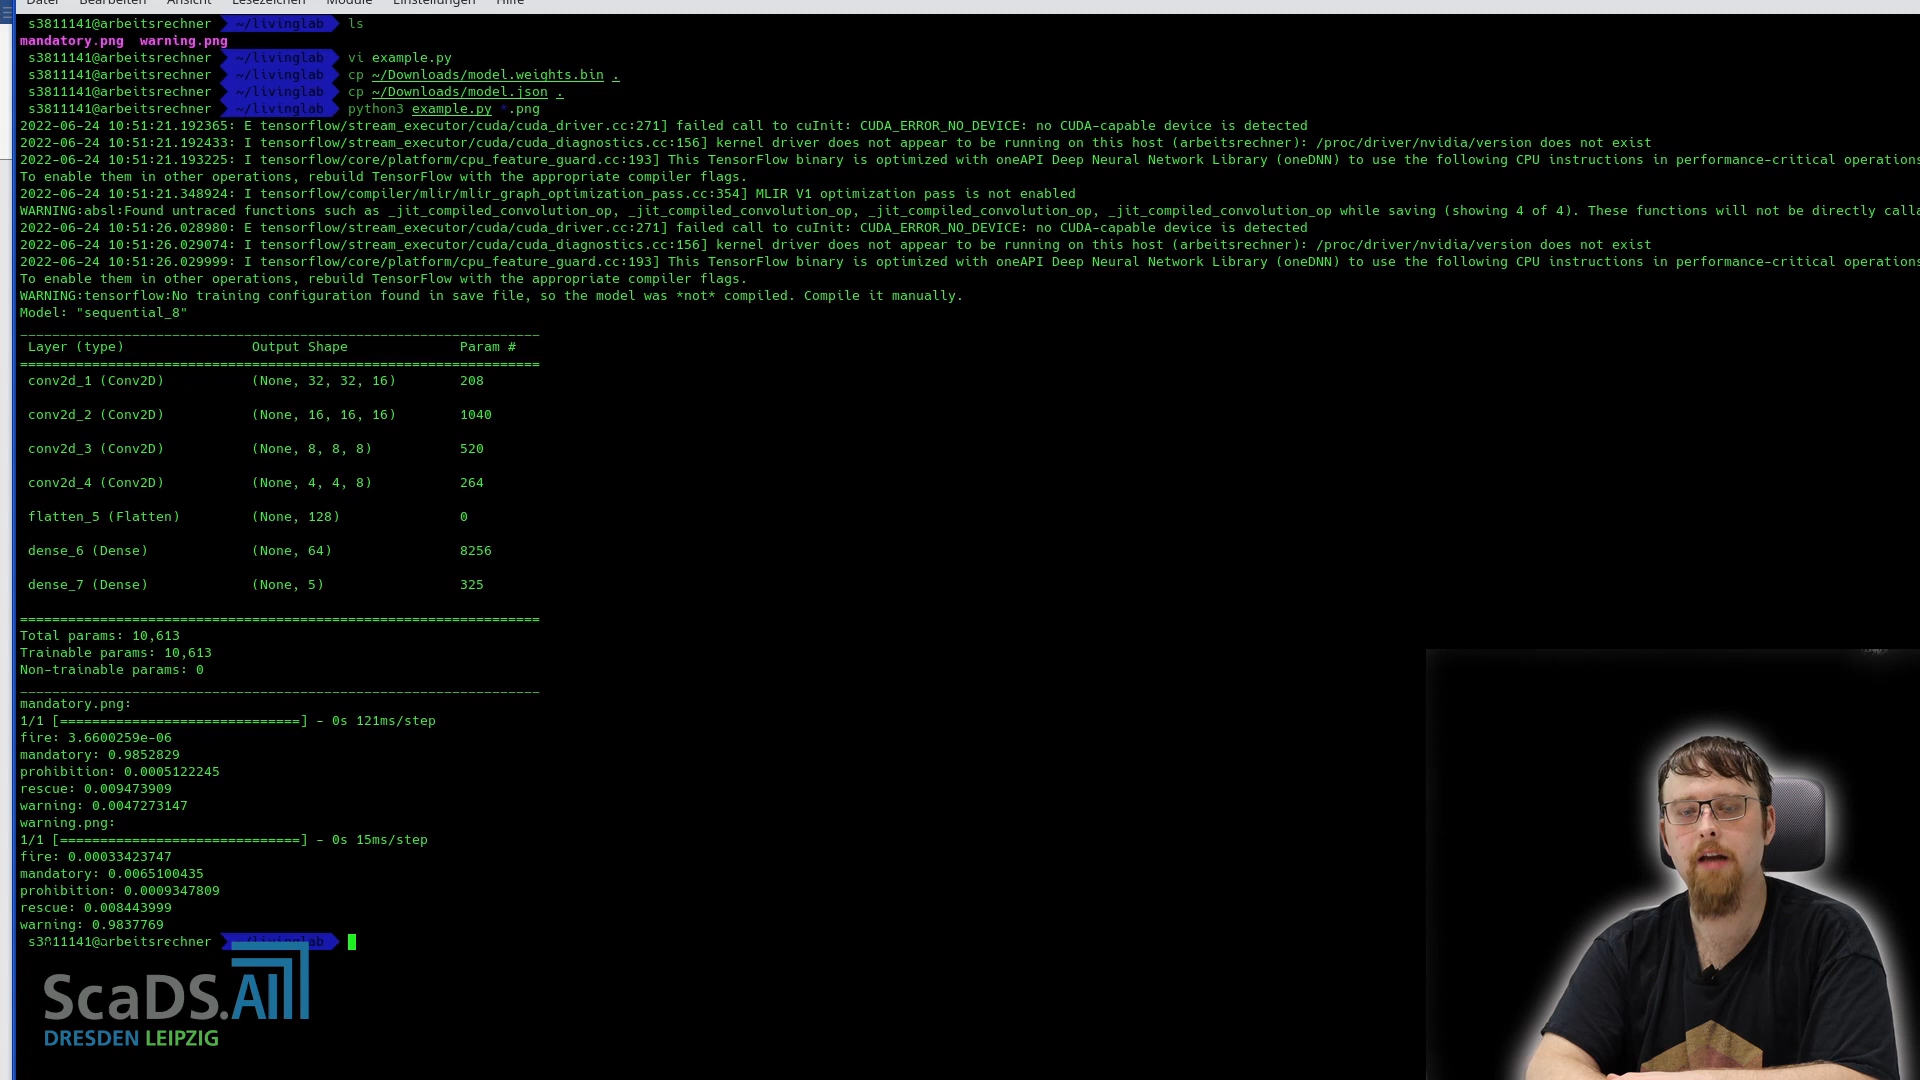 Datei Bearbeiten Ansicht Lesezeichen Module Einstellungen Hilfe
s3811141@arbeitsrechner ~/livinglab ls
mandatory.png warning.png
s3811141@arbeitsrechner ~/livinglab vi example.py
s3811141@arbeitsrechner ~/livinglab cp ~/Downloads/model.weights.bin .
s3811141@arbeitsrechner ~/livinglab cp ~/Downloads/model.json .
s3811141@arbeitsrechner ~/livinglab python3 example.py *.png
2022-06-24 10:51:21.192365: E tensorflow/stream_executor/cuda/cuda_driver.cc:271] failed call to cuInit: CUDA_ERROR_NO_DEVICE: no CUDA-capable device is detected
2022-06-24 10:51:21.192433: I tensorflow/stream_executor/cuda/cuda_diagnostics.cc:156] kernel driver does not appear to be running on this host (arbeitsrechner): /proc/driver/nvidia/version does not exist
2022-06-24 10:51:21.193225: I tensorflow/core/platform/cpu_feature_guard.cc:193] This TensorFlow binary is optimized with oneAPI Deep Neural Network Library (oneDNN) to use the following CPU instructions in performance-critical operations
To enable them in other operations, rebuild TensorFlow with the appropriate compiler flags.
2022-06-24 10:51:21.348924: I tensorflow/compiler/mlir/mlir_graph_optimization_pass.cc:354] MLIR V1 optimization pass is not enabled
WARNING:absl:Found untraced functions such as _jit_compiled_convolution_op, _jit_compiled_convolution_op, _jit_compiled_convolution_op, _jit_compiled_convolution_op while saving (showing 4 of 4). These functions will not be directly calla
2022-06-24 10:51:26.028980: E tensorflow/stream_executor/cuda/cuda_driver.cc:271] failed call to cuInit: CUDA_ERROR_NO_DEVICE: no CUDA-capable device is detected
2022-06-24 10:51:26.029074: I tensorflow/stream_executor/cuda/cuda_diagnostics.cc:156] kernel driver does not appear to be running on this host (arbeitsrechner): /proc/driver/nvidia/version does not exist
2022-06-24 10:51:26.029999: I tensorflow/core/platform/cpu_feature_guard.cc:193] This TensorFlow binary is optimized with oneAPI Deep Neural Network Library (oneDNN) to use the following CPU instructions in performance-critical operations
To enable them in other operations, rebuild TensorFlow with the appropriate compiler flags.
WARNING:tensorflow:No training configuration found in save file, so the model was *not* compiled. Compile it manually.
Model: "sequential_8"
Layer (type) Output Shape Param #
conv2d_1 (Conv2D) (None, 32, 32, 16) 208
conv2d_2 (Conv2D) (None, 16, 16, 16) 1040
conv2d_3 (Conv2D) (None, 8, 8, 8) 520
conv2d_4 (Conv2D) (None, 4, 4, 8) 264
flatten_5 (Flatten) (None, 128) 0
dense_6 (Dense) (None, 64) 8256
dense_7 (Dense) (None, 5) 325
Total params: 10,613
Trainable params: 10,613
Non-trainable params: 0
mandatory.png:
1/1 [==============================] - 0s 121ms/step
fire: 3.6600259e-06
mandatory: 0.9852829
prohibition: 0.0005122245
rescue: 0.009473909
warning: 0.0047273147
warning.png:
1/1 [==============================] - 0s 15ms/step
fire: 0.00033423747
mandatory: 0.0065100435
prohibition: 0.0009347809
rescue: 0.008443999
warning: 0.9837769
s3811141@arbeitsrechner ~/livinglab
ScaDS.AI
DRESDEN LEIPZIG